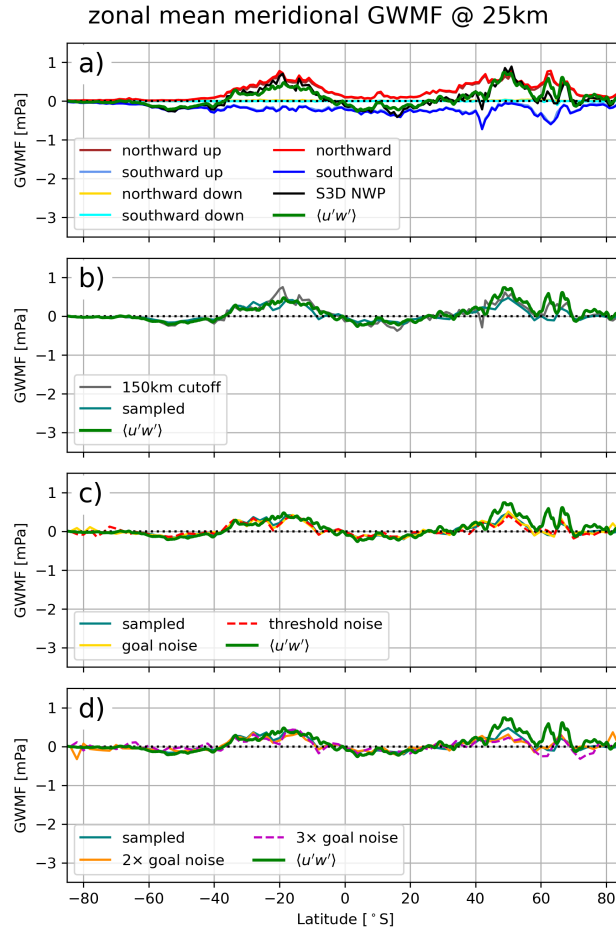 zonal mean meridional GWMF @ 25km
a)
GWMF [mPa]
1
0
−1
−2
−3
northward up
southward up
northward down
southward down
northward
southward
S3D NWP
⟨u′w′⟩
b)
GWMF [mPa]
1
0
−1
−2
−3
150km cutoff
sampled
⟨u′w′⟩
c)
GWMF [mPa]
1
0
−1
−2
−3
sampled
goal noise
threshold noise
⟨u′w′⟩
d)
GWMF [mPa]
1
0
−1
−2
−3
sampled
2× goal noise
3× goal noise
⟨u′w′⟩
−80 −60 −40 −20 0 20 40 60 80
Latitude [°S]